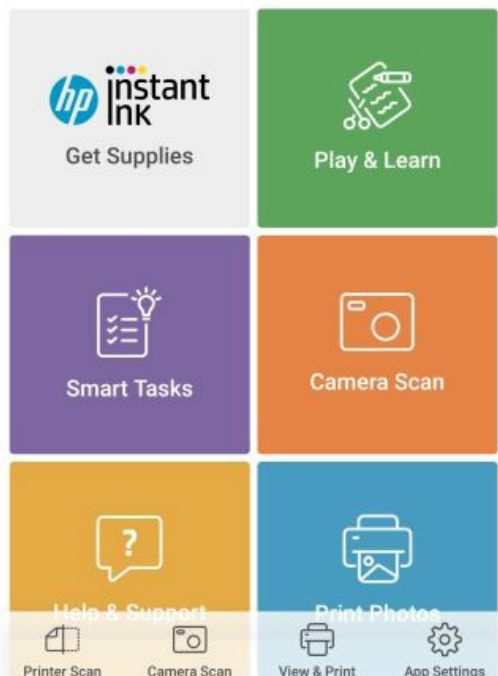 hp instant
ink
Get Supplies
Play & Learn
Smart Tasks
Camera Scan
?
Help & Support
Print Photos
Printer Scan
Camera Scan
View & Print
App Settings